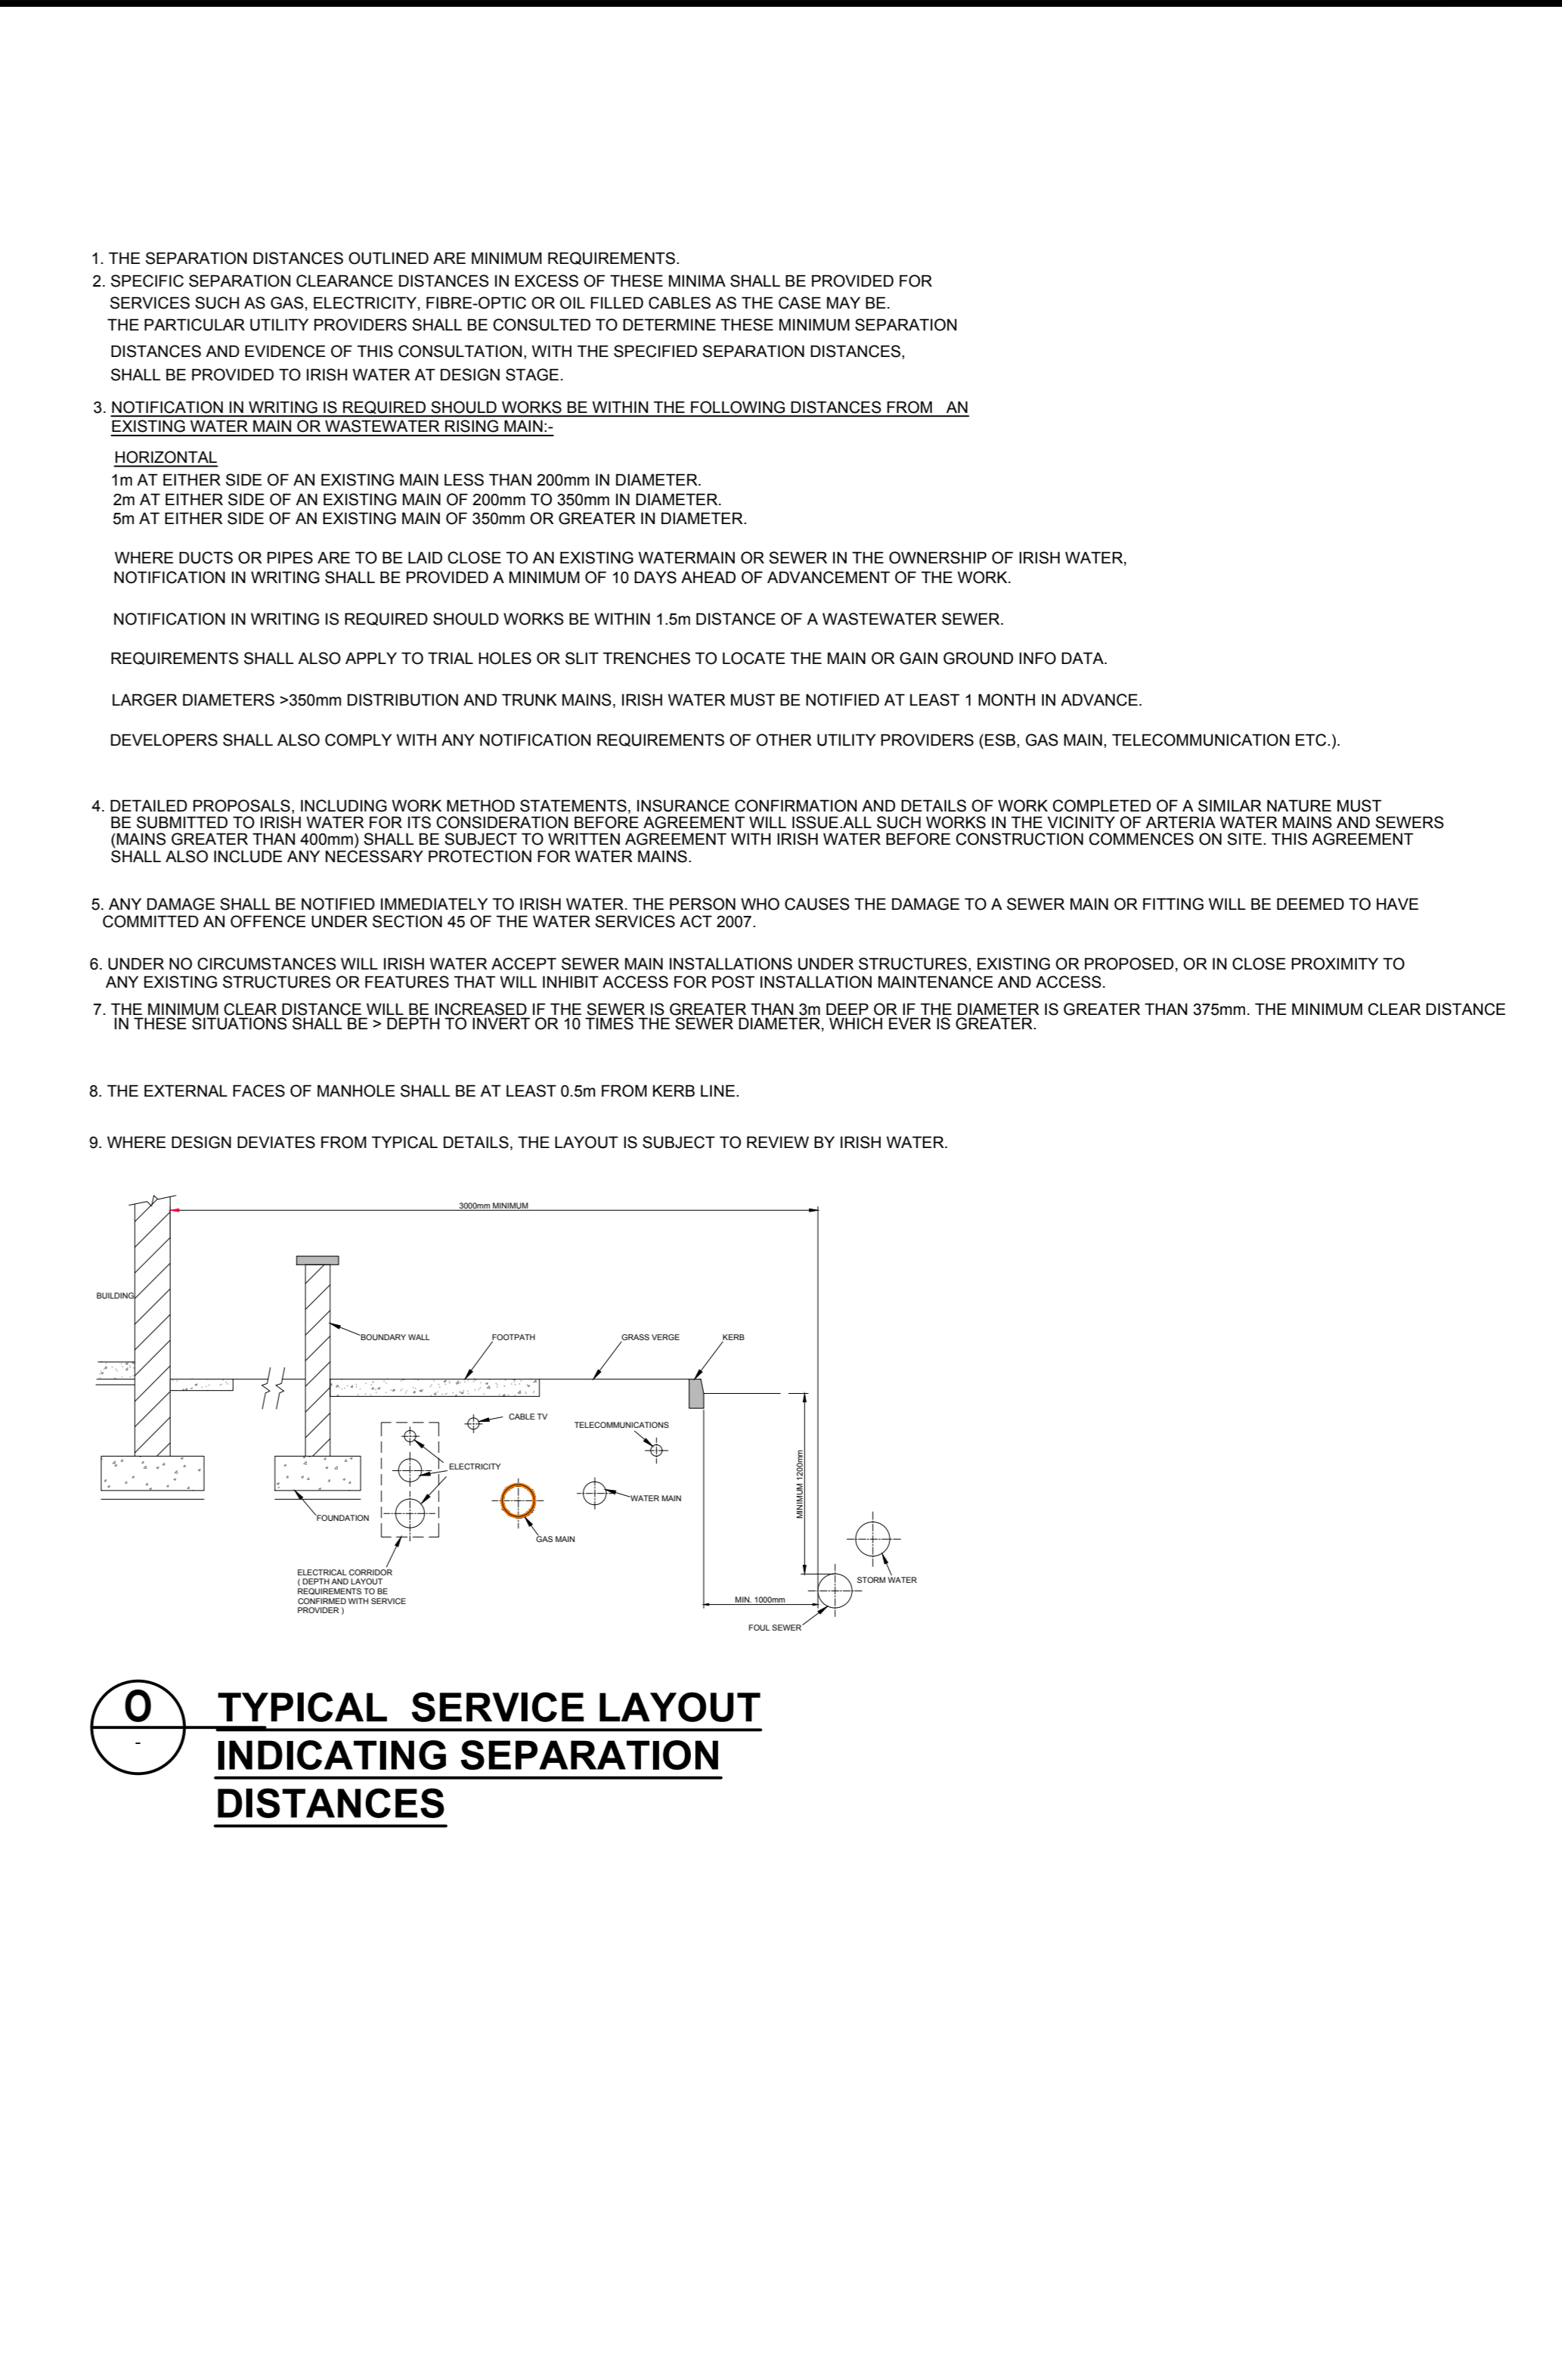 1. THE SEPARATION DISTANCES OUTLINED ARE MINIMUM REQUIREMENTS.
2. SPECIFIC SEPARATION CLEARANCE DISTANCES IN EXCESS OF THESE MINIMA SHALL BE PROVIDED FOR
SERVICES SUCH AS GAS, ELECTRICITY, FIBRE-OPTIC OR OIL FILLED CABLES AS THE CASE MAY BE.
THE PARTICULAR UTILITY PROVIDERS SHALL BE CONSULTED TO DETERMINE THESE MINIMUM SEPARATION
DISTANCES AND EVIDENCE OF THIS CONSULTATION, WITH THE SPECIFIED SEPARATION DISTANCES,
SHALL BE PROVIDED TO IRISH WATER AT DESIGN STAGE.
3. NOTIFICATION IN WRITING IS REQUIRED SHOULD WORKS BE WITHIN THE FOLLOWING DISTANCES FROM AN
EXISTING WATER MAIN OR WASTEWATER RISING MAIN:-
HORIZONTAL
1m AT EITHER SIDE OF AN EXISTING MAIN LESS THAN 200mm IN DIAMETER.
2m AT EITHER SIDE OF AN EXISTING MAIN OF 200mm TO 350mm IN DIAMETER.
5m AT EITHER SIDE OF AN EXISTING MAIN OF 350mm OR GREATER IN DIAMETER.
WHERE DUCTS OR PIPES ARE TO BE LAID CLOSE TO AN EXISTING WATERMAIN OR SEWER IN THE OWNERSHIP OF IRISH WATER,
NOTIFICATION IN WRITING SHALL BE PROVIDED A MINIMUM OF 10 DAYS AHEAD OF ADVANCEMENT OF THE WORK.
NOTIFICATION IN WRITING IS REQUIRED SHOULD WORKS BE WITHIN 1.5m DISTANCE OF A WASTEWATER SEWER.
REQUIREMENTS SHALL ALSO APPLY TO TRIAL HOLES OR SLIT TRENCHES TO LOCATE THE MAIN OR GAIN GROUND INFO DATA.
LARGER DIAMETERS >350mm DISTRIBUTION AND TRUNK MAINS, IRISH WATER MUST BE NOTIFIED AT LEAST 1 MONTH IN ADVANCE.
DEVELOPERS SHALL ALSO COMPLY WITH ANY NOTIFICATION REQUIREMENTS OF OTHER UTILITY PROVIDERS (ESB, GAS MAIN, TELECOMMUNICATION ETC.).
4. DETAILED PROPOSALS, INCLUDING WORK METHOD STATEMENTS, INSURANCE CONFIRMATION AND DETAILS OF WORK COMPLETED OF A SIMILAR NATURE MUST
BE SUBMITTED TO IRISH WATER FOR ITS CONSIDERATION BEFORE AGREEMENT WILL ISSUE.ALL SUCH WORKS IN THE VICINITY OF ARTERIA WATER MAINS AND SEWERS
(MAINS GREATER THAN 400mm) SHALL BE SUBJECT TO WRITTEN AGREEMENT WITH IRISH WATER BEFORE CONSTRUCTION COMMENCES ON SITE. THIS AGREEMENT
SHALL ALSO INCLUDE ANY NECESSARY PROTECTION FOR WATER MAINS.
5. ANY DAMAGE SHALL BE NOTIFIED IMMEDIATELY TO IRISH WATER. THE PERSON WHO CAUSES THE DAMAGE TO A SEWER MAIN OR FITTING WILL BE DEEMED TO HAVE
COMMITTED AN OFFENCE UNDER SECTION 45 OF THE WATER SERVICES ACT 2007.
6. UNDER NO CIRCUMSTANCES WILL IRISH WATER ACCEPT SEWER MAIN INSTALLATIONS UNDER STRUCTURES, EXISTING OR PROPOSED, OR IN CLOSE PROXIMITY TO
ANY EXISTING STRUCTURES OR FEATURES THAT WILL INHIBIT ACCESS FOR POST INSTALLATION MAINTENANCE AND ACCESS.
7. THE MINIMUM CLEAR DISTANCE WILL BE INCREASED IF THE SEWER IS GREATER THAN 3m DEEP OR IF THE DIAMETER IS GREATER THAN 375mm. THE MINIMUM CLEAR DISTANCE
IN THESE SITUATIONS SHALL BE > DEPTH TO INVERT OR 10 TIMES THE SEWER DIAMETER, WHICH EVER IS GREATER.
8. THE EXTERNAL FACES OF MANHOLE SHALL BE AT LEAST 0.5m FROM KERB LINE.
9. WHERE DESIGN DEVIATES FROM TYPICAL DETAILS, THE LAYOUT IS SUBJECT TO REVIEW BY IRISH WATER.
3000mm MINIMUM
BUILDING
BOUNDARY WALL
FOOTPATH
GRASS VERGE
KERB
CABLE TV
TELECOMMUNICATIONS
ELECTRICITY
MINIMUM 1200mm
WATER MAIN
FOUNDATION
GAS MAIN
ELECTRICAL CORRIDOR
( DEPTH AND LAYOUT
REQUIREMENTS TO BE
CONFIRMED WITH SERVICE
PROVIDER )
STORM WATER
MIN. 1000mm
FOUL SEWER
O
-
TYPICAL SERVICE LAYOUT
INDICATING SEPARATION
DISTANCES